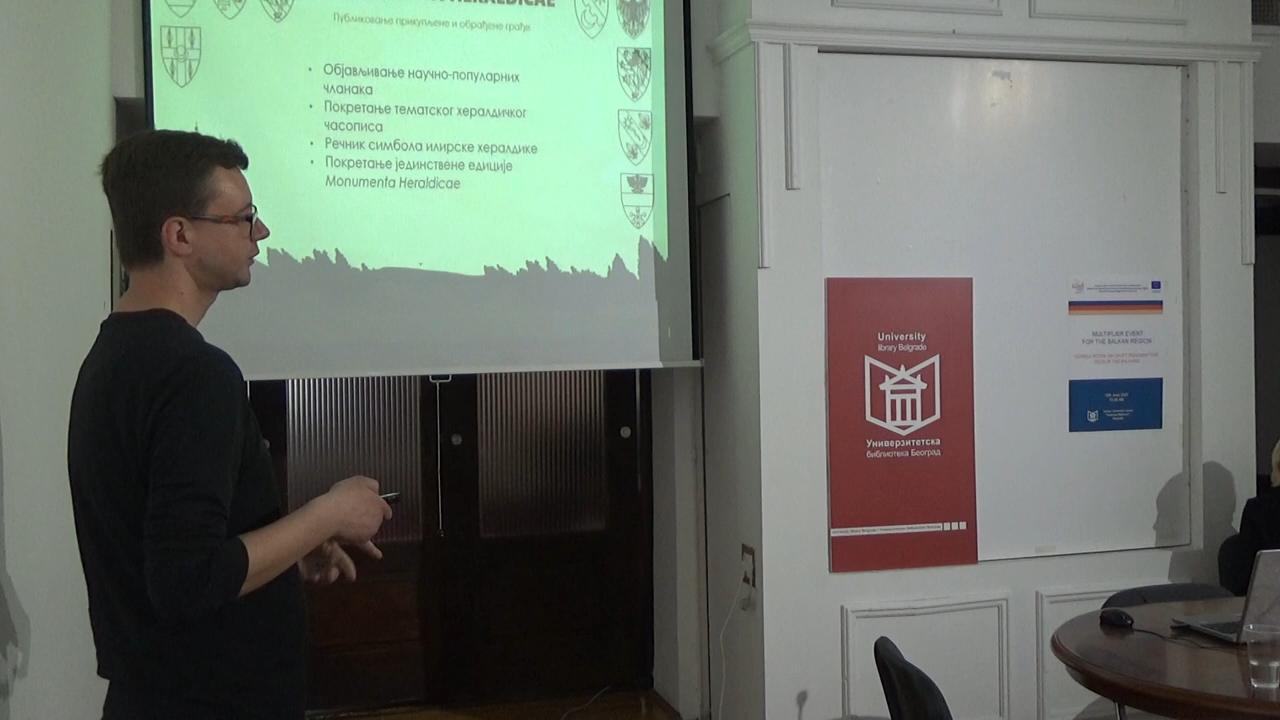 HERALDICAE
Публиковање прикупљене и обрађене грађе
• Објављивање научно-популарних
чланака
• Покретање тематског хералдичког
часописа
• Речник симбола илирске хералдике
• Покретање јединствене едиције
Monumenta Heraldicae
University
library Belgrade
Универзитетска
библиотека Београд
MULTIPLIER EVENT
FOR THE BALKAN REGION